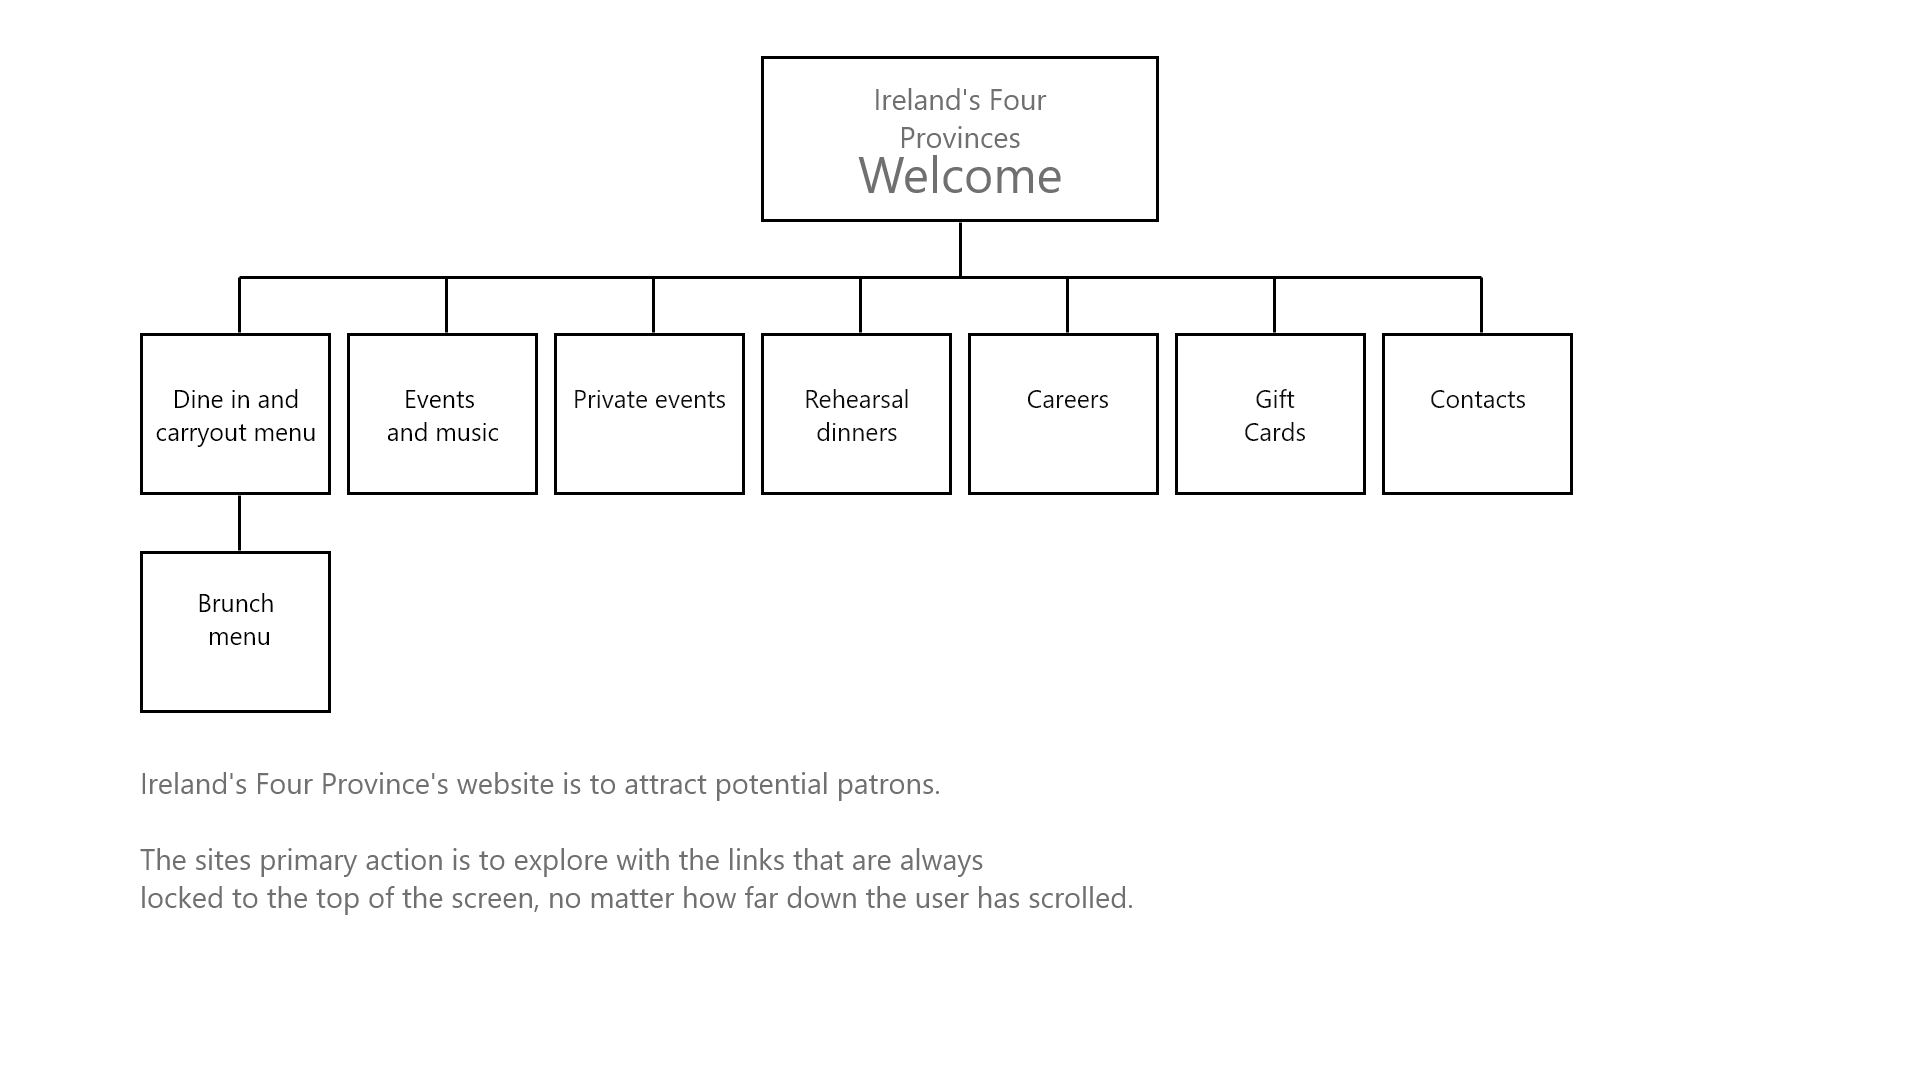 Ireland's Four
Provinces
Welcome
Dine in and
carryout menu
Events
and music
Private events
Rehearsal
dinners
Careers
Gift
Cards
Contacts
Brunch
menu
Ireland's Four Province's website is to attract potential patrons.
The sites primary action is to explore with the links that are always
locked to the top of the screen, no matter how far down the user has scrolled.